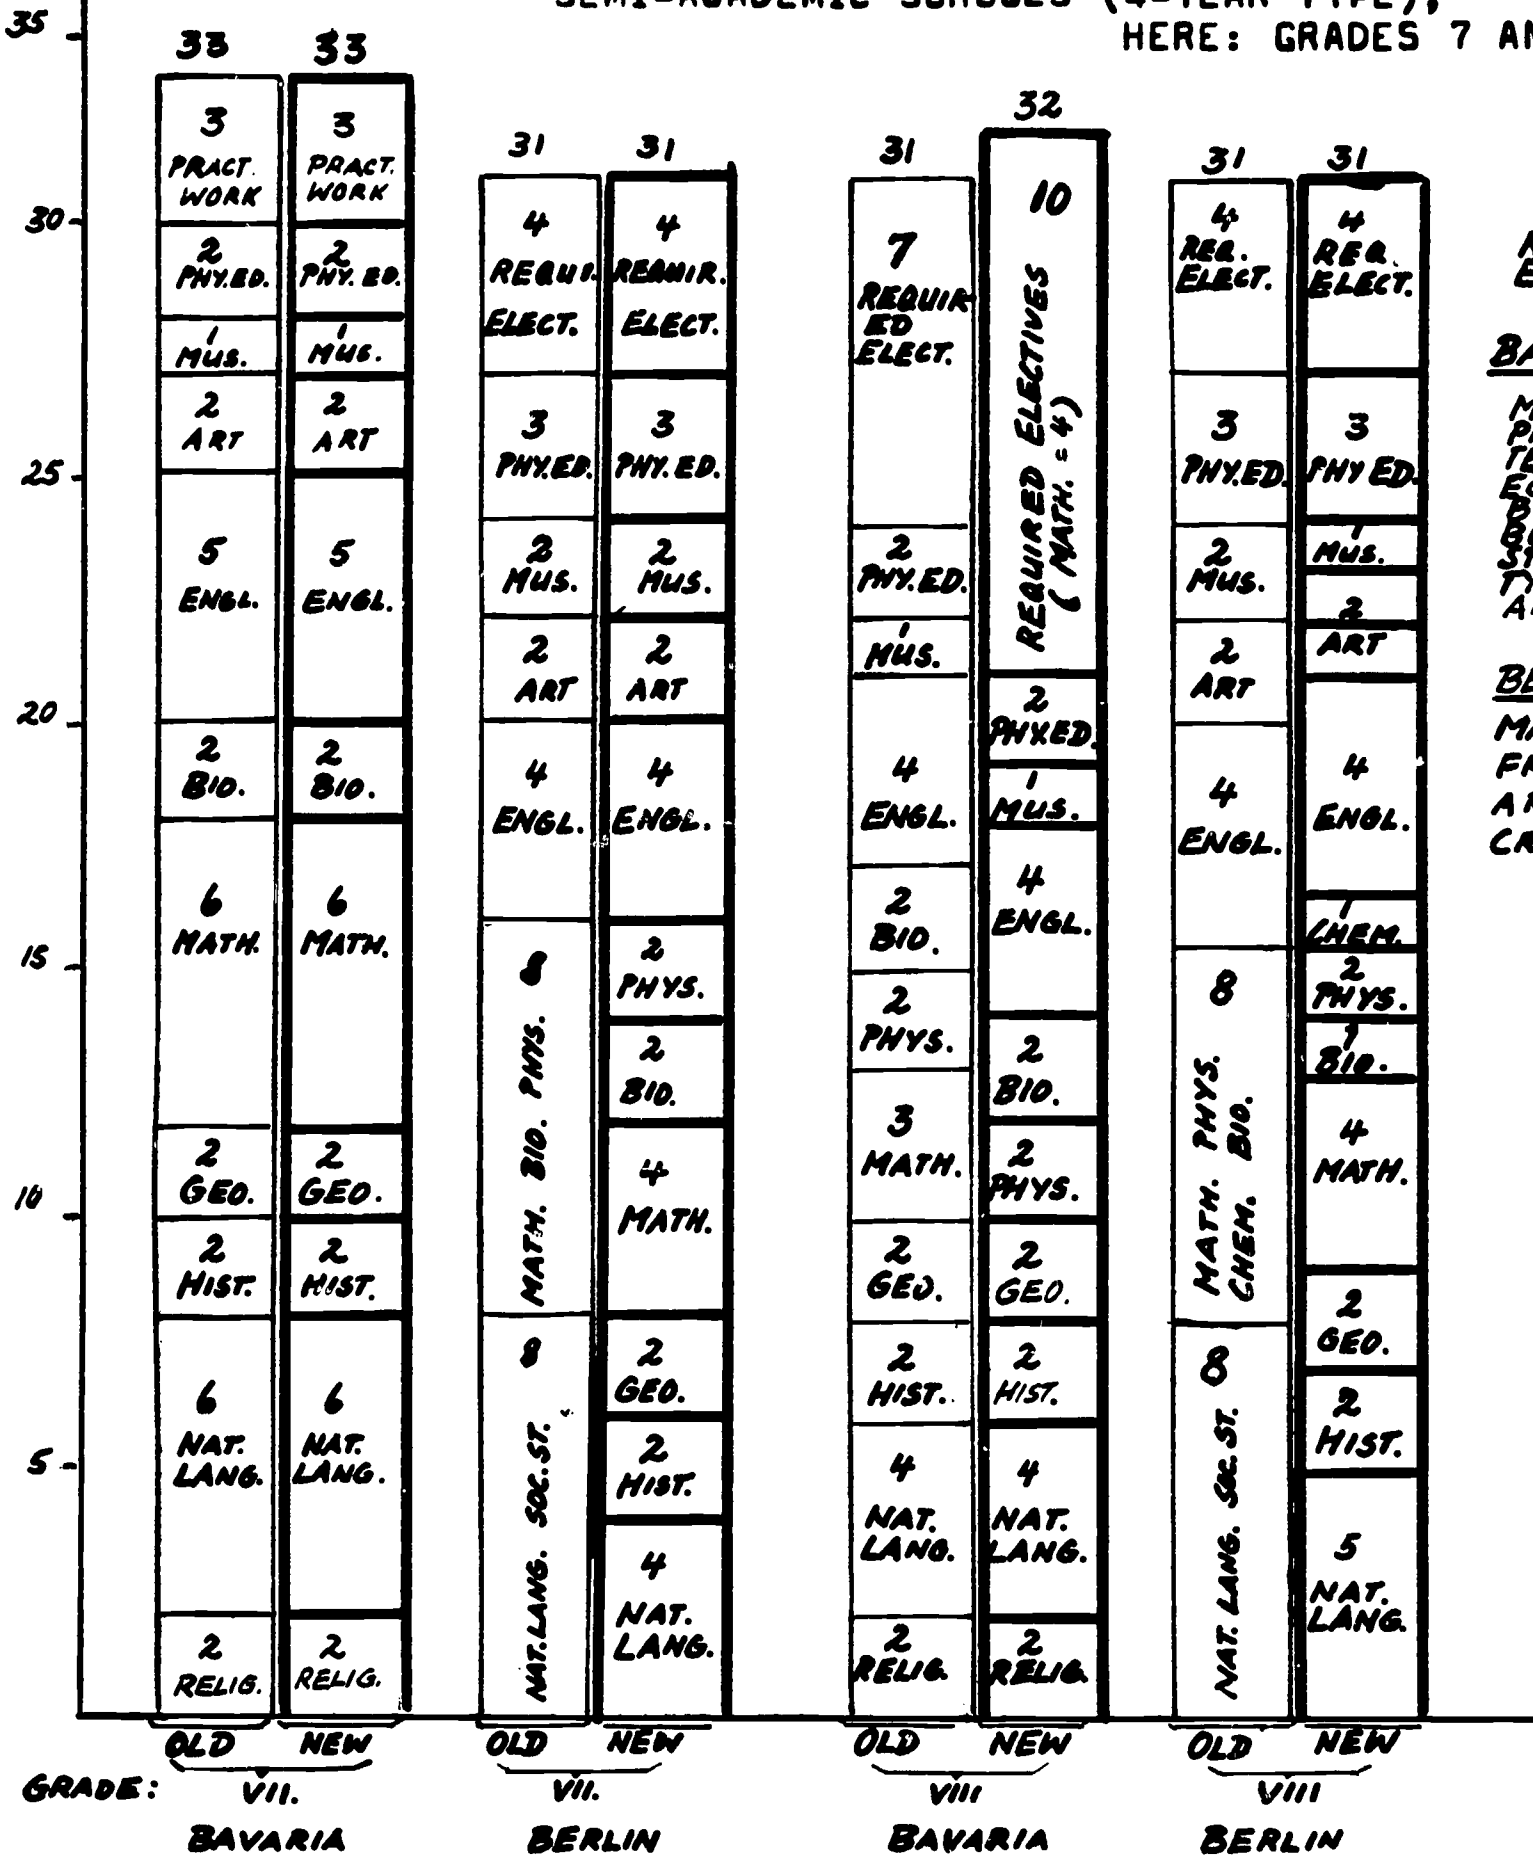 SEMI-ACADEMIC SCHOOLS (4-YEAR TYPE),
HERE: GRADES 7
35
30
25
20
15
10
5
33
3
PRACT.
WORK
2
PHY.ED.
1
MUS.
2
ART
5
ENGL.
2
BIO.
6
MATH.
2
GEO.
2
HIST.
6
NAT.
LANG.
2
RELIG.
33
3
PRACT.
WORK
2
PHY. ED.
1
MUS.
2
ART
5
ENGL.
2
BIO.
6
MATH.
2
GEO.
2
HIST.
6
NAT.
LANG.
2
RELIG.
31
4
REQUI.
ELECT.
3
PHY.ED.
2
MUS.
2
ART
4
ENGL.
8
MATH. BIO. PHYS.
8
NAT.LANG. SOC.ST.
31
4
REQUIR.
ELECT.
3
PHY. ED.
2
MUS.
2
ART
4
ENGL.
2
PHYS.
2
BIO.
4
MATH.
2
GEO.
2
HIST.
4
NAT.
LANG.
31
7
REQUIR
ED
ELECT.
2
PHY.ED.
1
MUS.
4
ENGL.
2
BIO.
2
PHYS.
3
MATH.
2
GEO.
2
HIST.
4
NAT.
LANG.
2
RELIG.
32
10
REQUIRED ELECTIVES
( MATH. = 4)
2
PHY.ED.
1
MUS.
4
ENGL.
2
BIO.
2
PHYS.
2
GEO.
2
HIST.
4
NAT.
LANG.
2
RELIG.
31
4
REQ.
ELECT.
3
PHY.ED.
2
MUS.
2
ART
4
ENGL.
8
MATH. PHYS.
CHEM. BIO.
8
NAT. LANG. SOC. ST.
31
4
REQ.
ELECT.
3
PHY ED.
1
MUS.
2
ART
4
ENGL.
1
CHEM.
2
PHYS.
1
BIO.
4
MATH.
2
GEO.
2
HIST.
5
NAT.
LANG.
OLD NEW OLD NEW OLD NEW OLD NEW
GRADE: VII. VII. VIII VIII
BAVARIA BERLIN BAVARIA BERLIN